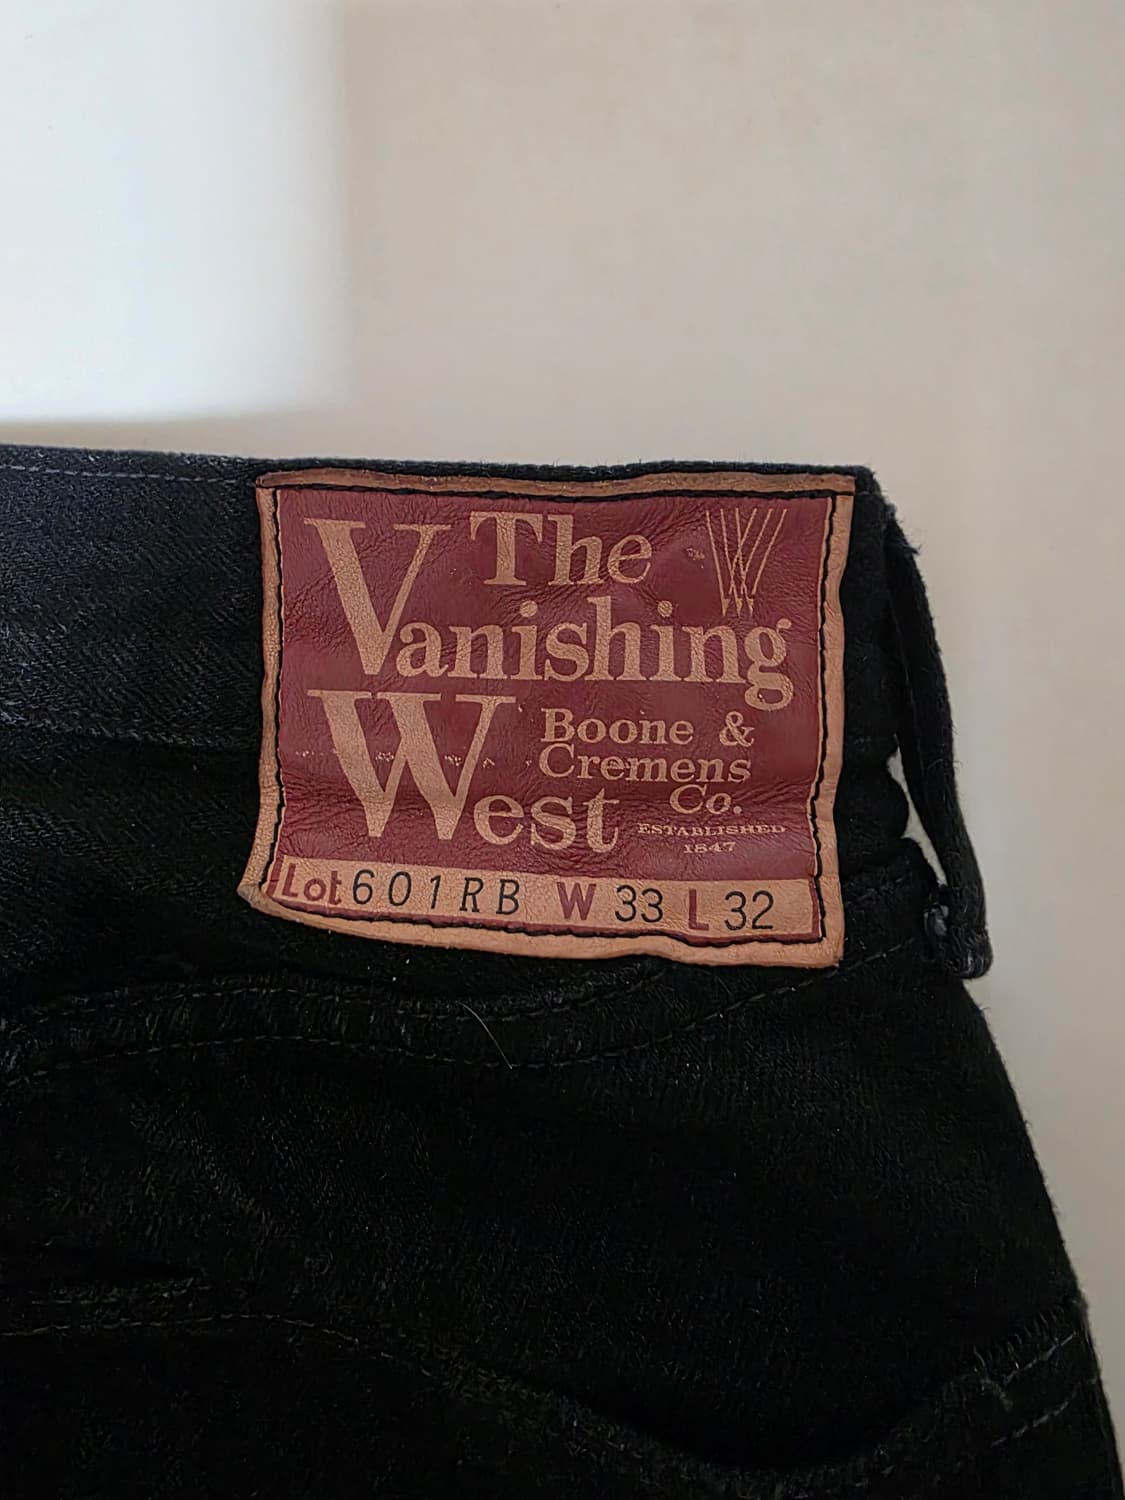 The
Vanishing
West
Boone &
Cremens
Co.
ESTABLISHED
1847
Lot 601RB W 33 L 32